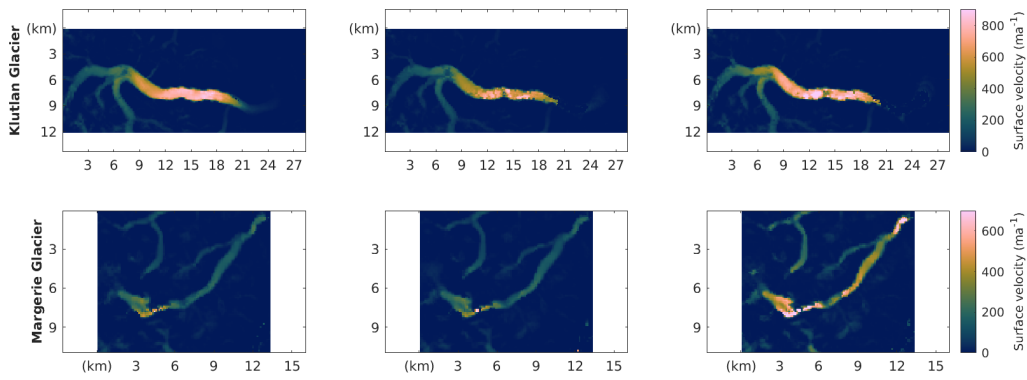 Klutlan Glacier
(km) 3 6 9 12
3 6 9 12 15 18 21 24 27
(km) 3 6 9 12
3 6 9 12 15 18 21 24 27
(km) 3 6 9 12
3 6 9 12 15 18 21 24 27
800 600 400 200 0
Surface velocity (ma⁻¹)
Margerie Glacier
3 6 9
(km) 3 6 9 12 15
3 6 9
(km) 3 6 9 12 15
3 6 9
(km) 3 6 9 12 15
600 400 200 0
Surface velocity (ma⁻¹)